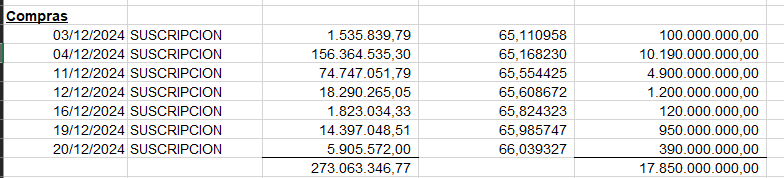 Compras
03/12/2024 SUSCRIPCION 1.535.839,79 65,110958 100.000.000,00
04/12/2024 SUSCRIPCION 156.364.535,30 65,168230 10.190.000.000,00
11/12/2024 SUSCRIPCION 74.747.051,79 65,554425 4.900.000.000,00
12/12/2024 SUSCRIPCION 18.290.265,05 65,608672 1.200.000.000,00
16/12/2024 SUSCRIPCION 1.823.034,33 65,824323 120.000.000,00
19/12/2024 SUSCRIPCION 14.397.048,51 65,985747 950.000.000,00
20/12/2024 SUSCRIPCION 5.905.572,00 66,039327 390.000.000,00
273.063.346,77 17.850.000.000,00